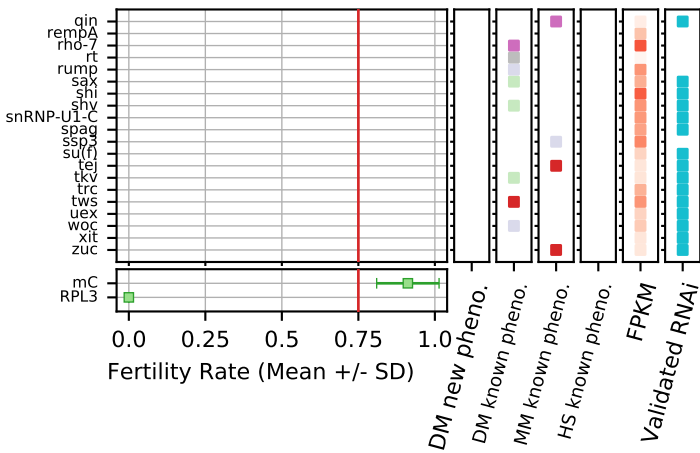 qin
rempA
rho-7
rt
rump
sax
shi
shv
snRNP-U1-C
spag
ssp3
su(f)
tej
tkv
trc
tws
uex
woc
xit
zuc
mC
RPL3
0.0 0.25 0.5 0.75 1.0
Fertility Rate (Mean +/- SD)
DM new pheno.
DM known pheno.
MM known pheno.
HS known pheno.
FPKM
Validated RNAi